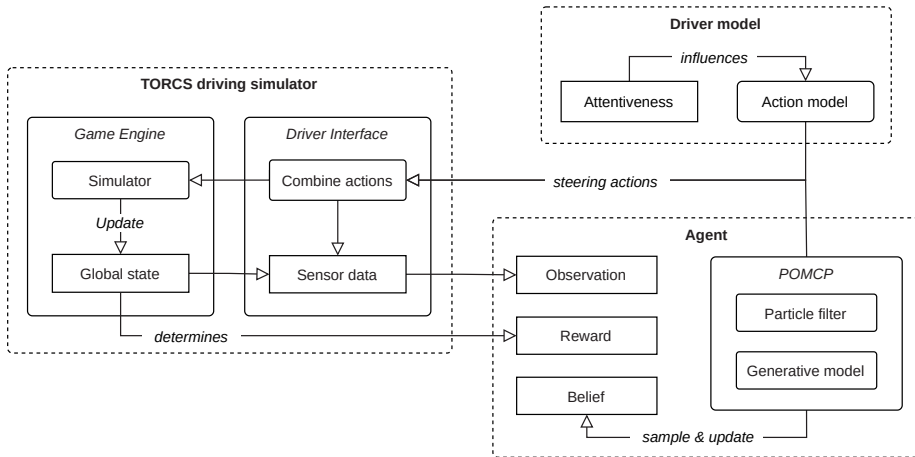 Driver model
influences
Attentiveness
Action model
TORCS driving simulator
Game Engine
Driver Interface
Simulator
Combine actions
steering actions
Update
Global state
Sensor data
determines
Agent
Observation
Reward
Belief
POMCP
Particle filter
Generative model
sample & update